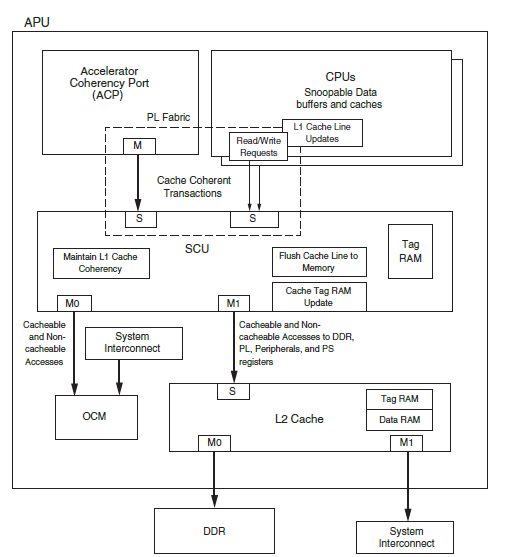 APU
Accelerator
Coherency Port
(ACP)
CPUs
Snoopable Data
buffers and caches
PL Fabric
L1 Cache Line
Updates
M
Read/Write
Requests
Cache Coherent
Transactions
S
S
SCU
Maintain L1 Cache
Coherency
Flush Cache Line to
Memory
Tag
RAM
Cache Tag RAM
Update
M0
M1
Cacheable
and Non-
cacheable
Accesses
System
Interconnect
Cacheable and Non-
cacheable Accesses to DDR,
PL, Peripherals, and PS
registers
S
OCM
L2 Cache
Tag RAM
Data RAM
M0
M1
DDR
System
Interconnect